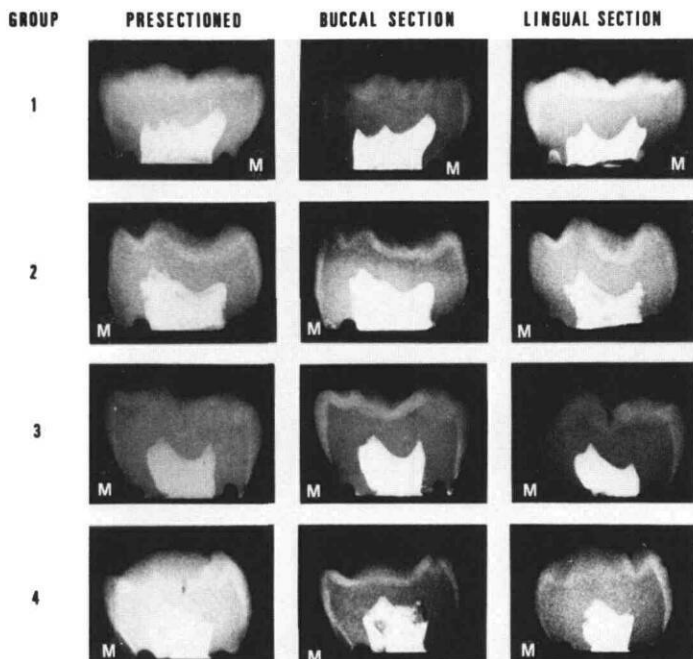 GROUP PRESECTIONED BUCCAL SECTION LINGUAL SECTION
1 M M M
2 M M M
3 M M M
4 M M M